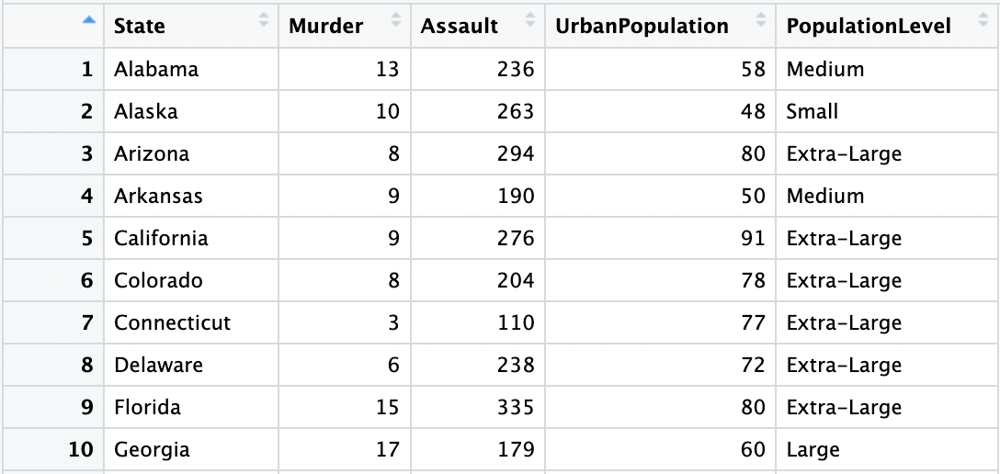 State Murder Assault UrbanPopulation PopulationLevel
1 Alabama 13 236 58 Medium
2 Alaska 10 263 48 Small
3 Arizona 8 294 80 Extra-Large
4 Arkansas 9 190 50 Medium
5 California 9 276 91 Extra-Large
6 Colorado 8 204 78 Extra-Large
7 Connecticut 3 110 77 Extra-Large
8 Delaware 6 238 72 Extra-Large
9 Florida 15 335 80 Extra-Large
10 Georgia 17 179 60 Large